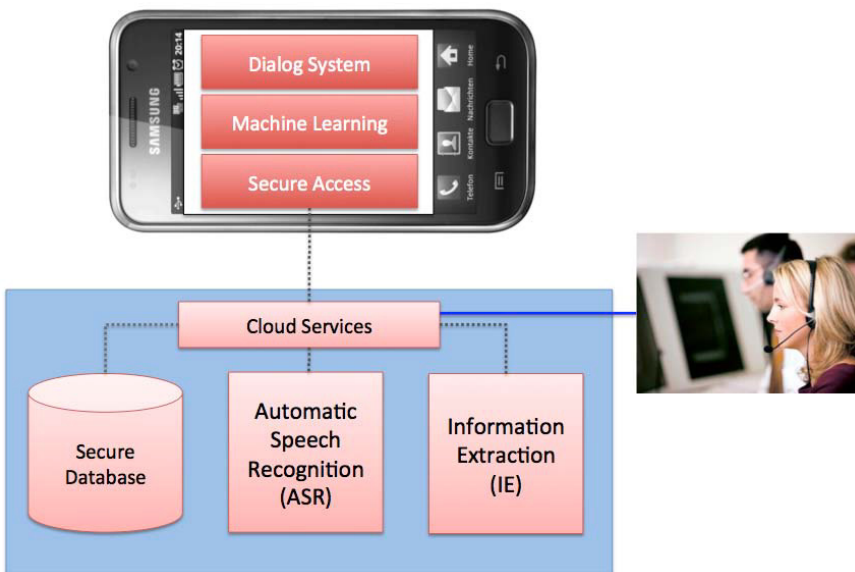 Dialog System
Machine Learning
Secure Access
SAMSUNG
20:14
Home
Nachrichten
Kontakte
Telefon
Cloud Services
Secure
Database
Automatic
Speech
Recognition
(ASR)
Information
Extraction
(IE)